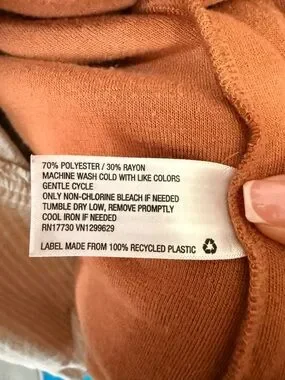 70% POLYESTER / 30% RAYON
MACHINE WASH COLD WITH LIKE COLORS
GENTLE CYCLE
ONLY NON-CHLORINE BLEACH IF NEEDED
TUMBLE DRY LOW, REMOVE PROMPTLY
COOL IRON IF NEEDED
RN17730 VN1299629
LABEL MADE FROM 100% RECYCLED PLASTIC